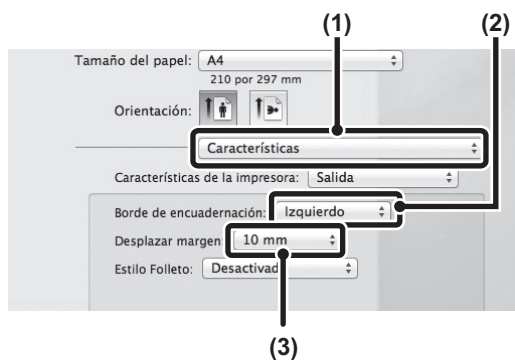 (1) (2)
Tamaño del papel: A4
210 por 297 mm
Orientación:
Características
Características de la impresora: Salida
Borde de encuadernación: Izquierdo
Desplazar margen: 10 mm
Estilo Folleto: Desactivad
(3)